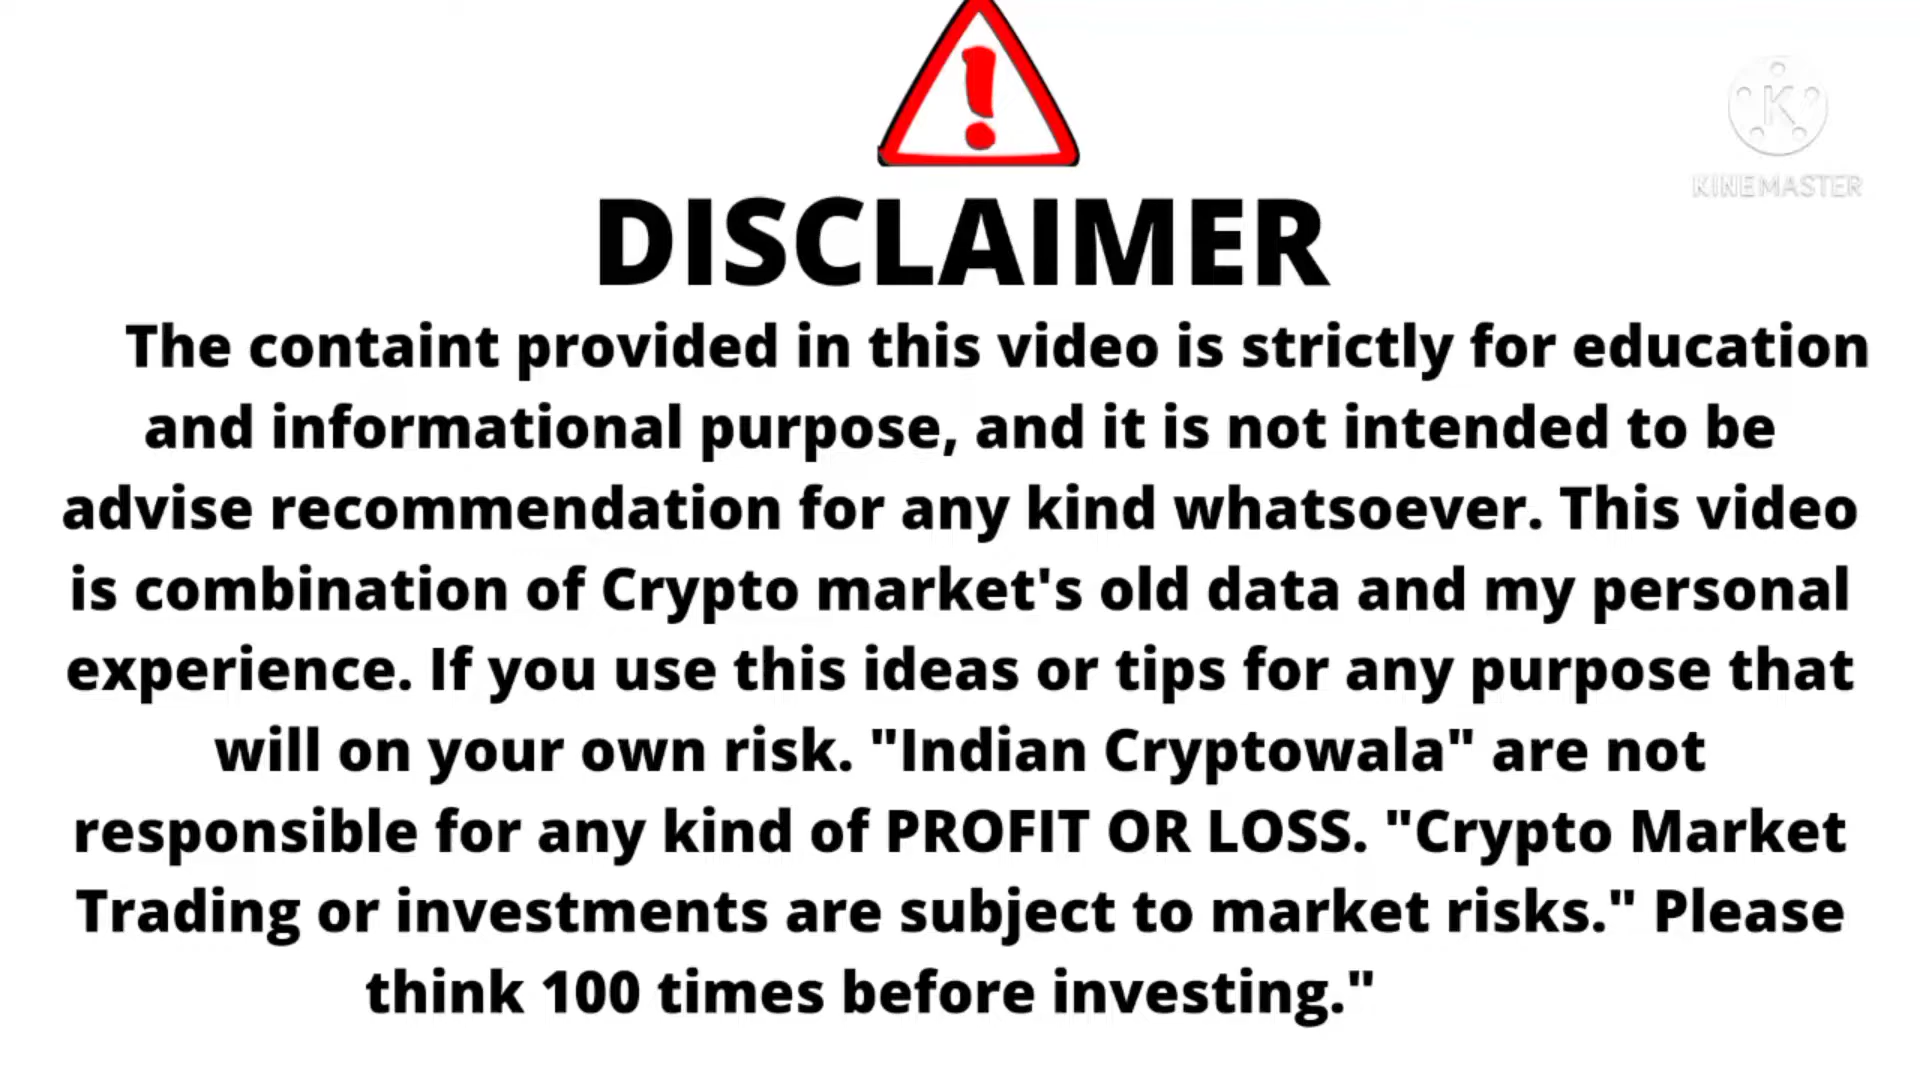 K
KINEMASTER
DISCLAIMER
The containt provided in this video is strictly for education
and informational purpose, and it is not intended to be
advise recommendation for any kind whatsoever. This video
is combination of Crypto market's old data and my personal
experience. If you use this ideas or tips for any purpose that
will on your own risk. "Indian Cryptowala" are not
responsible for any kind of PROFIT OR LOSS. "Crypto Market
Trading or investments are subject to market risks." Please
think 100 times before investing."